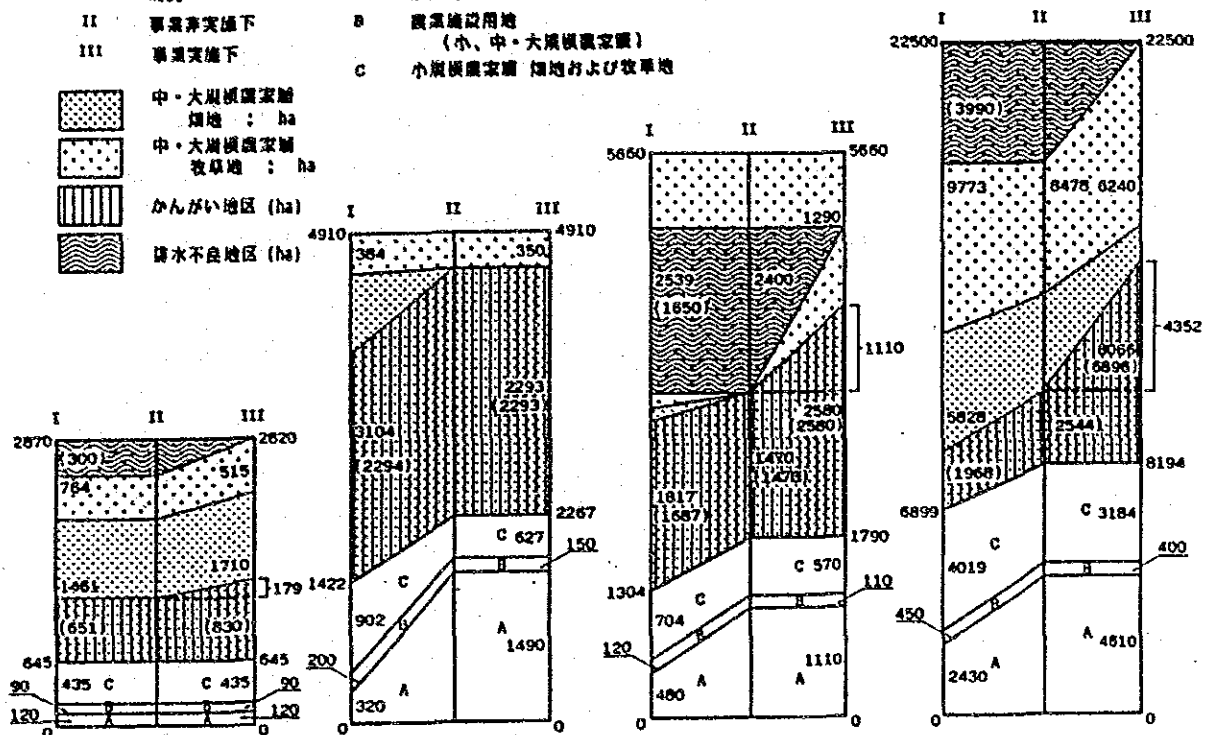 II 事業非実施下
III 事業実施下
B 農業施設用地
(小、中・大規模農家層)
C 小規模農家層 畑地および牧草地
中・大規模農家層
畑地 : ha
中・大規模農家層
牧草地 : ha
かんがい地区 (ha)
排水不良地区 (ha)
I II III
2870 2820
(300)
764 515
1461 1710
179
(651) (830)
645 645
435 C C 435
90 B B 90
120 A A 120
0 0
I II III
4910 4910
384 350
3104
(2294)
2293
(2293)
1422 2267
C 627
150
902 C B B
200
320 A A 1490
0 0
I II III
5660 5660
1290
2539
(1650)
2400
1110
2580
2580)
1817
(1687)
1470
(1470)
1304 1790
704 C C 570
110
120 B B
480 A A 1110
0 0
I II III
22500 22500
(3990)
9773 8478 6240
4352
(6896)
5828
(1968) (2544)
6899 8194
4019 C C 3184
400
450 B B
2430 A A 4610
0 0